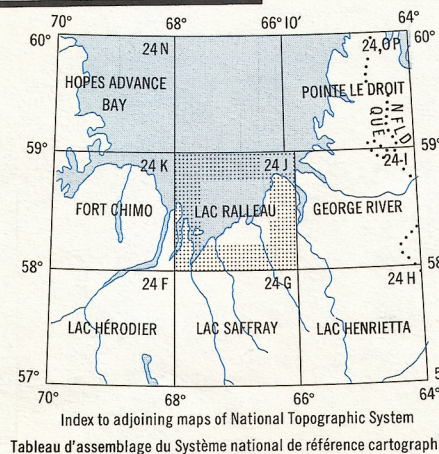 70° 68° 66°10' 64°
60° 24 N 24,O P 60°
HOPES ADVANCE
BAY
POINTE LE DROIT
NFLD
QUE
59° 24 K 24 J 24-I 59°
FORT CHIMO LAC RALLEAU GEORGE RIVER
58° 24 F 24 G 24 H
LAC HÉRODIER LAC SAFFRAY LAC HENRIETTA
57°
70° 68° 66° 64°
Index to adjoining maps of National Topographic System
Tableau d'assemblage du Système national de référence cartograph